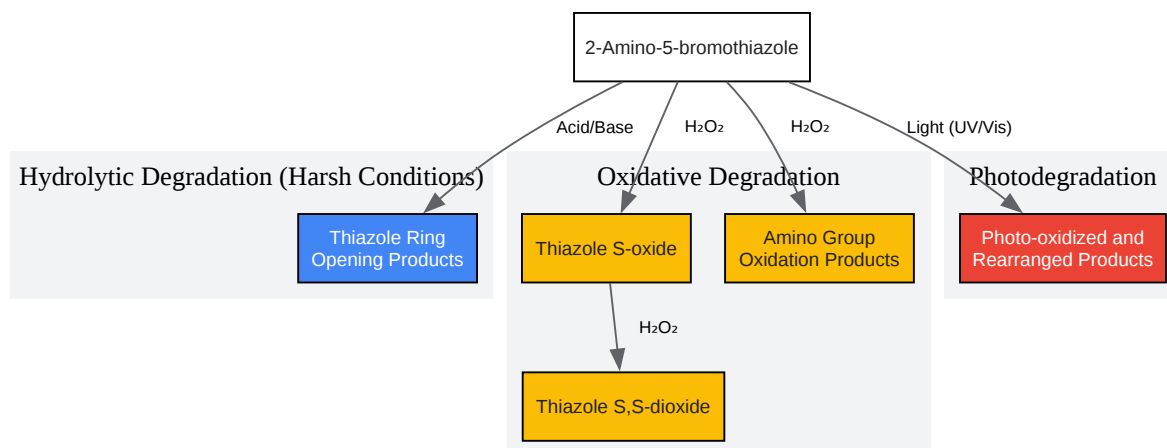 2-Amino-5-bromothiazole
Acid/Base
H₂O₂
H₂O₂
Light (UV/Vis)
Hydrolytic Degradation (Harsh Conditions)
Oxidative Degradation
Photodegradation
Thiazole Ring
Opening Products
Thiazole S-oxide
Amino Group
Oxidation Products
Photo-oxidized and
Rearranged Products
H₂O₂
Thiazole S,S-dioxide